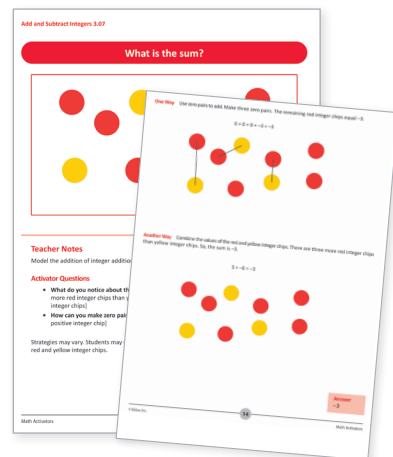 Add and Subtract Integers 3.07
What is the sum?
Teacher Notes
Model the addition of integer additio
Activator Questions
• What do you notice about th
more red integer chips than y
integer chips]
• How can you make zero pai
positive integer chip]
Strategies may vary. Students may
red and yellow integer chips.
Math Activators
One Way Use zero pairs to add. Make three zero pairs. The remaining red integer chips equal −3.
Another Way Combine the values of the red and yellow integer chips. There are three more red integer chips
than yellow integer chips. So, the sum is −3.
3 + −6 = −3
Answer
−3
14
Math Activators